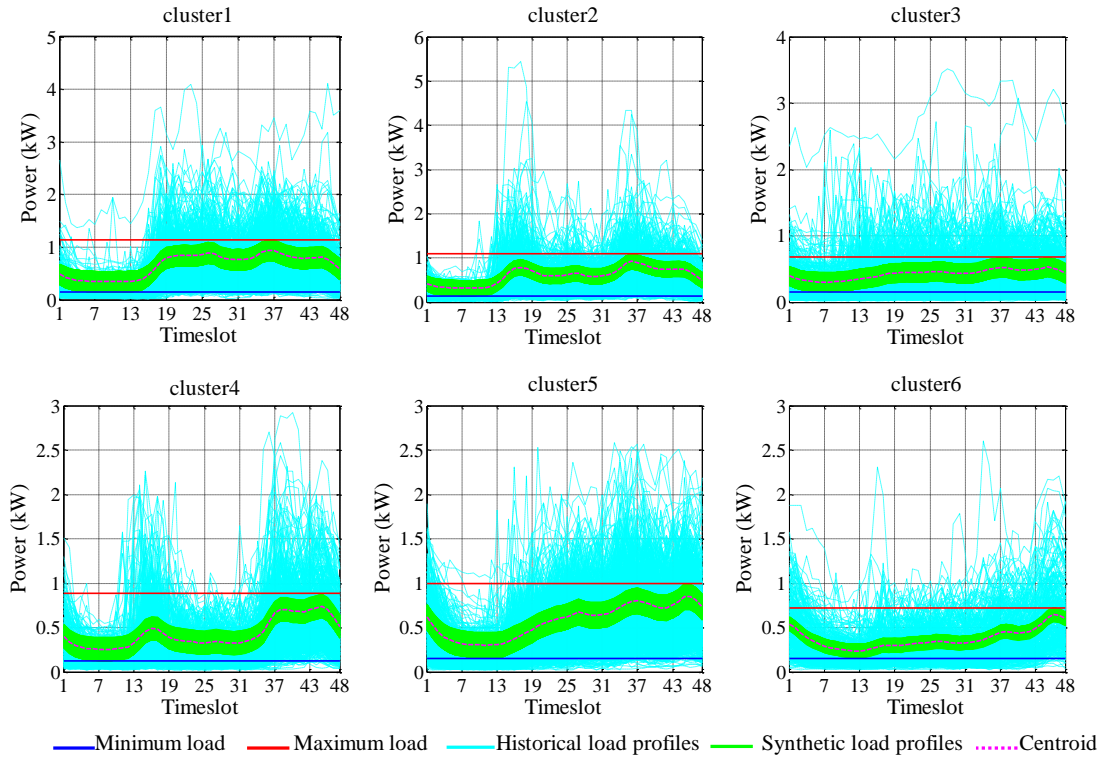 cluster1
cluster2
cluster3
Power (kW)
5
4
3
2
1
0
1 7 13 19 25 31 37 43 48
Timeslot
Power (kW)
6
5
4
3
2
1
0
1 7 13 19 25 31 37 43 48
Timeslot
Power (kW)
4
3
2
1
0
1 7 13 19 25 31 37 43 48
Timeslot
cluster4
cluster5
cluster6
Power (kW)
3
2.5
2
1.5
1
0.5
0
1 7 13 19 25 31 37 43 48
Timeslot
Power (kW)
3
2.5
2
1.5
1
0.5
0
1 7 13 19 25 31 37 43 48
Timeslot
Power (kW)
3
2.5
2
1.5
1
0.5
0
1 7 13 19 25 31 37 43 48
Timeslot
Minimum load Maximum load Historical load profiles Synthetic load profiles Centroid